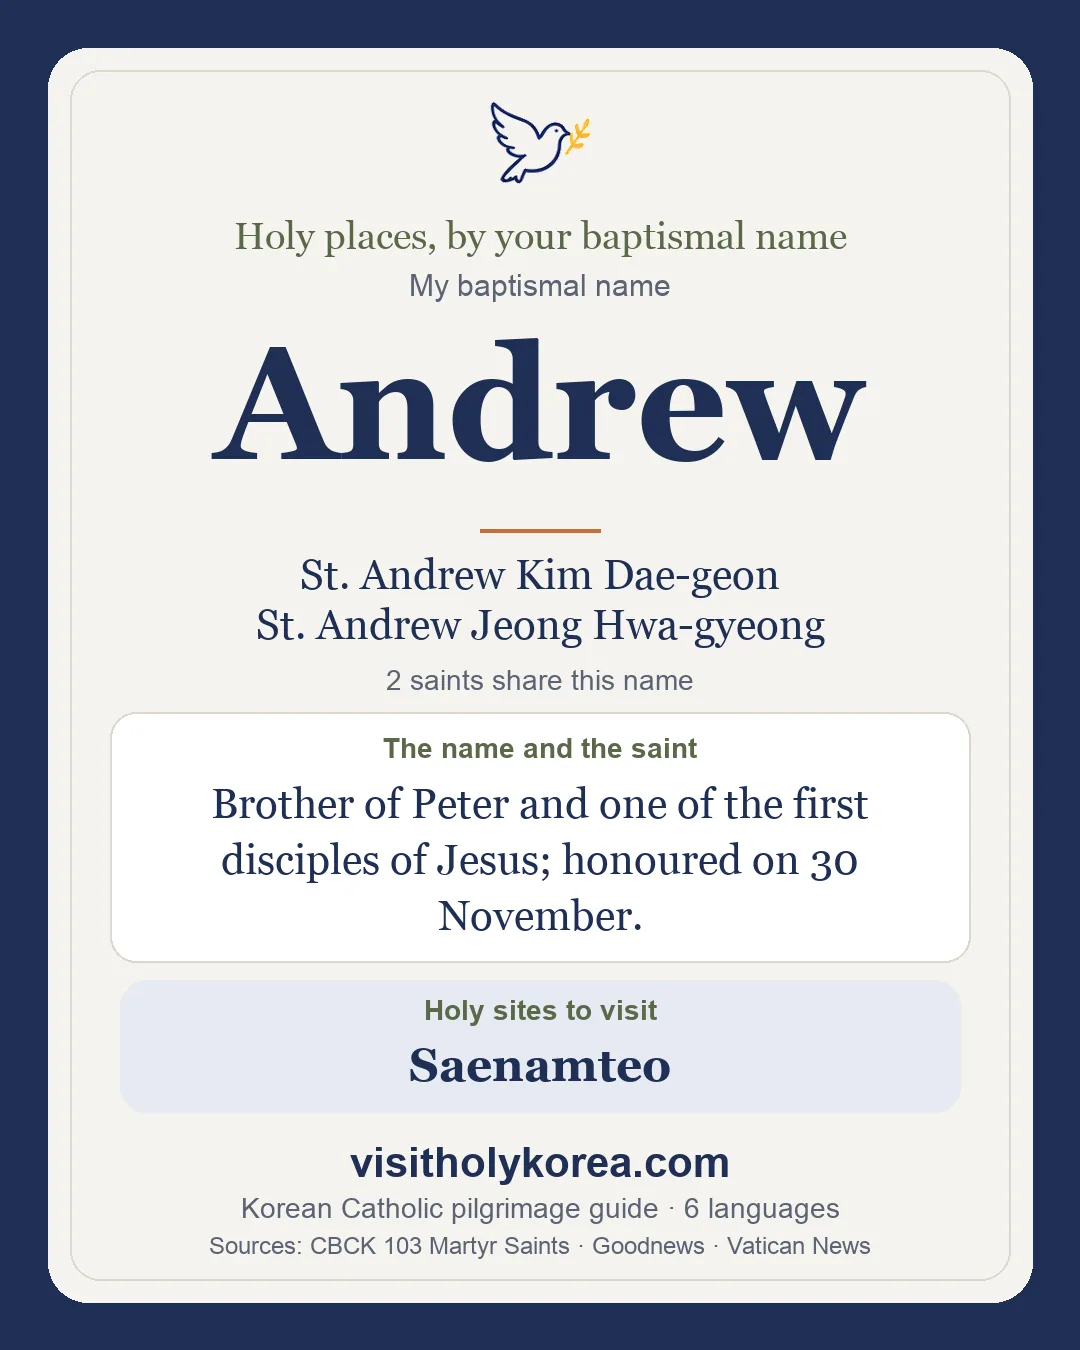 Holy places, by your baptismal name
My baptismal name
Andrew
St. Andrew Kim Dae-geon
St. Andrew Jeong Hwa-gyeong
2 saints share this name
The name and the saint
Brother of Peter and one of the first
disciples of Jesus; honoured on 30
November.
Holy sites to visit
Saenamteo
visitholykorea.com
Korean Catholic pilgrimage guide · 6 languages
Sources: CBCK 103 Martyr Saints · Goodnews · Vatican News